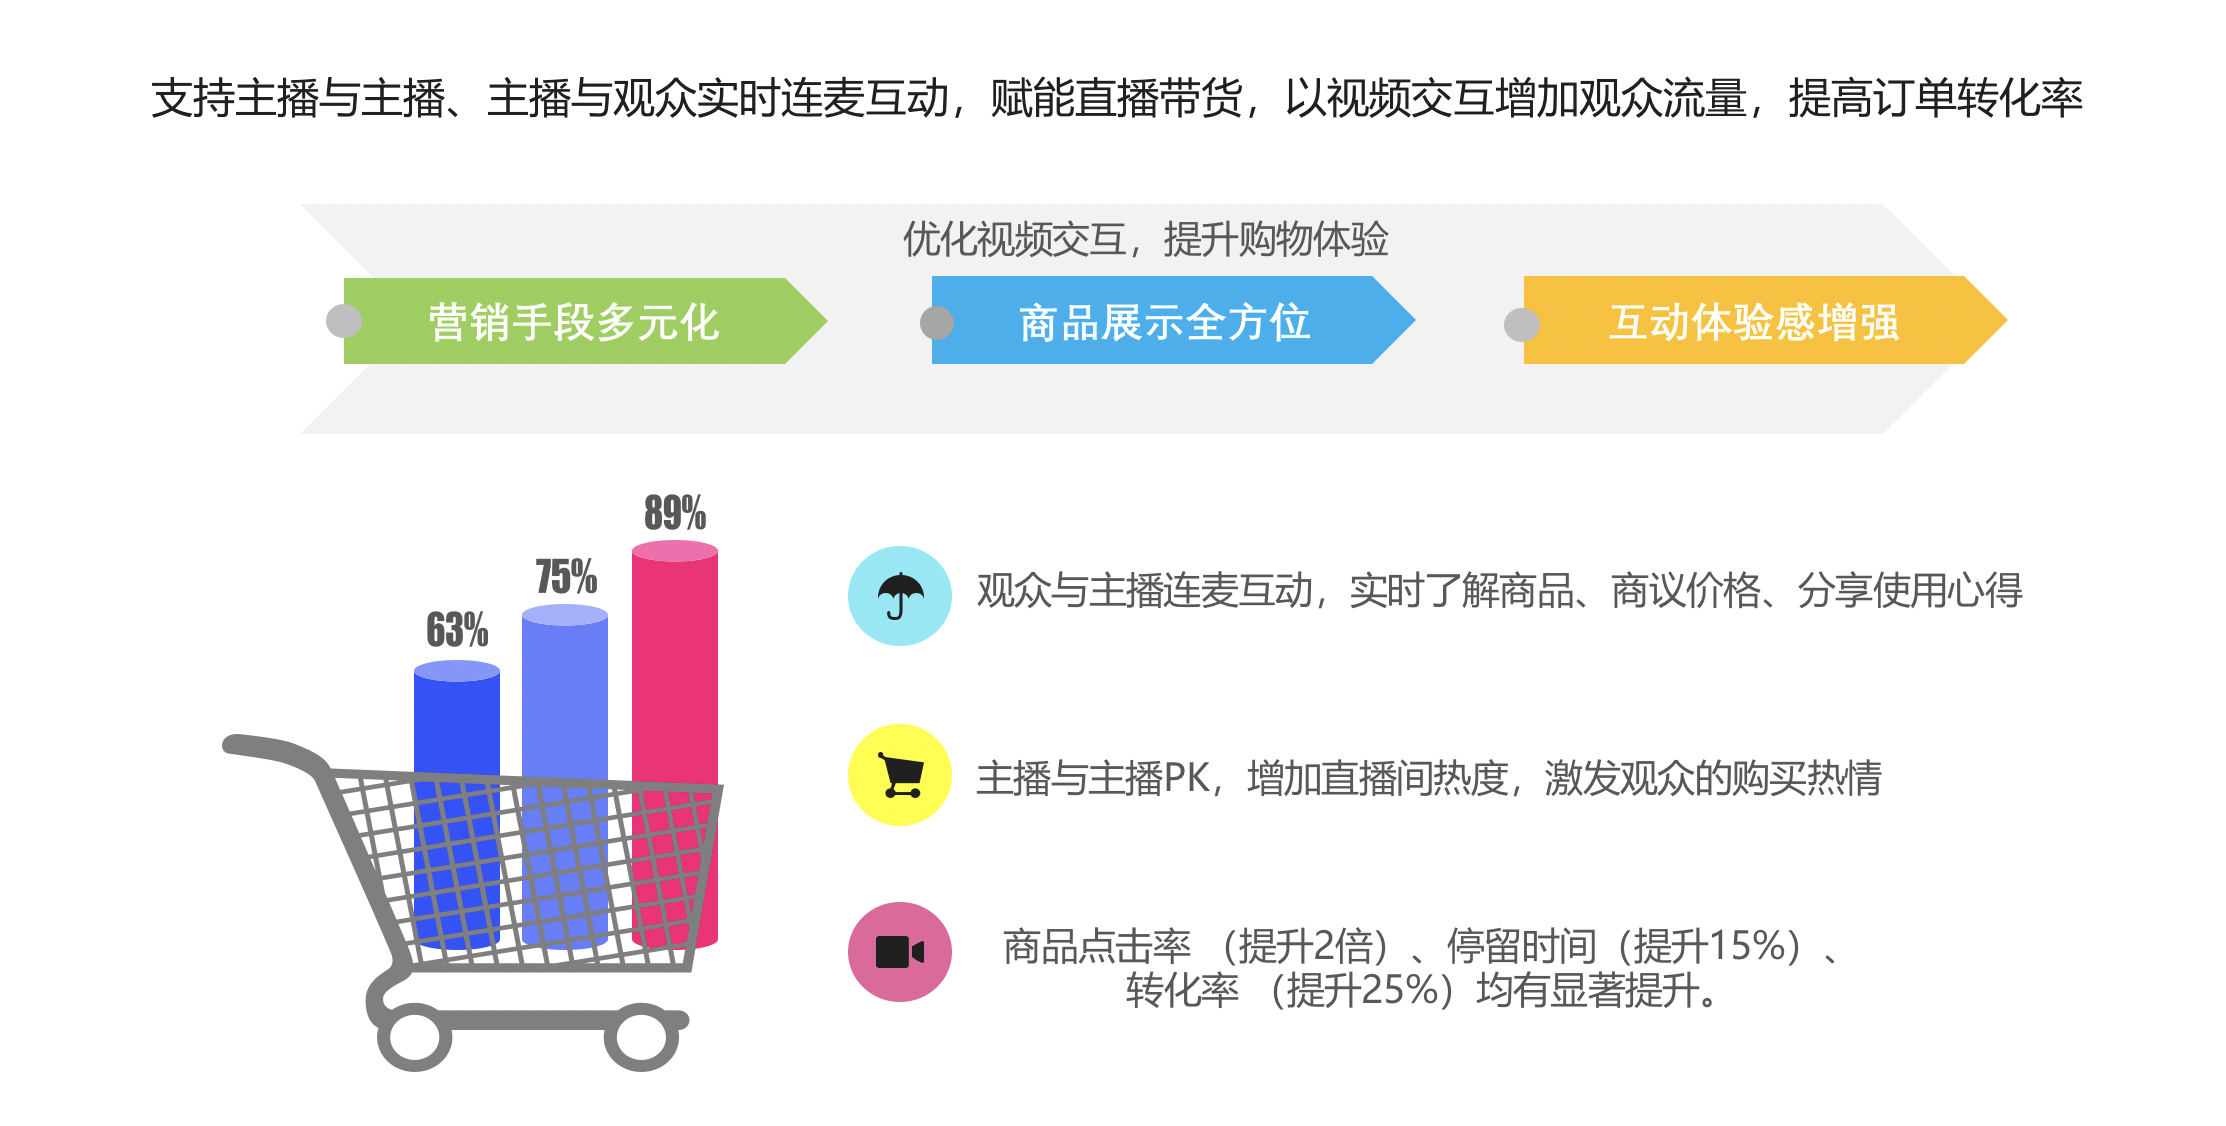 支持主播与主播、主播与观众实时连麦互动，赋能直播带货，以视频交互增加观众流量，提高订单转化率
优化视频交互，提升购物体验
营销手段多元化
商品展示全方位
互动体验感增强
89%
75%
63%
观众与主播连麦互动，实时了解商品、商议价格、分享使用心得
主播与主播PK，增加直播间热度，激发观众的购买热情
商品点击率 （提升2倍）、停留时间（提升15%）、
转化率 （提升25%）均有显著提升。